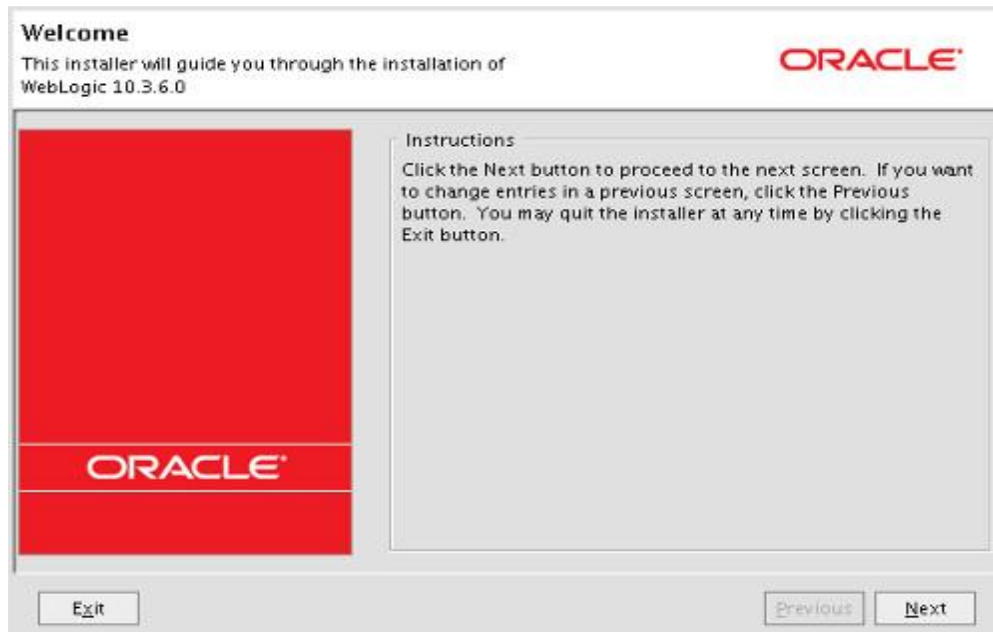 Welcome
This installer will guide you through the installation of
WebLogic 10.3.6.0
ORACLE
Instructions
Click the Next button to proceed to the next screen. If you want
to change entries in a previous screen, click the Previous
button. You may quit the installer at any time by clicking the
Exit button.
ORACLE
Exit
Previous
Next